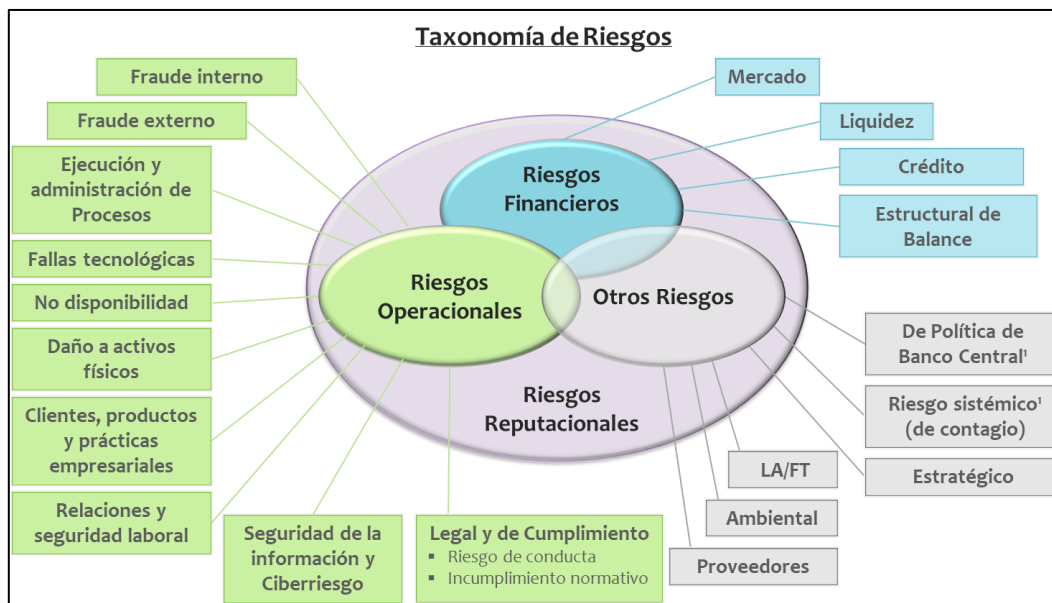 Taxonomía de Riesgos
Fraude interno
Fraude externo
Ejecución y
administración de
Procesos
Fallas tecnológicas
No disponibilidad
Daño a activos
físicos
Clientes, productos
y prácticas
empresariales
Relaciones y
seguridad laboral
Seguridad de la
información y
Ciberriesgo
Legal y de Cumplimiento
▪ Riesgo de conducta
▪ Incumplimiento normativo
Riesgos
Financieros
Riesgos
Operacionales
Otros Riesgos
Riesgos
Reputacionales
Mercado
Liquidez
Crédito
Estructural de
Balance
De Política de
Banco Central¹
Riesgo sistémico¹
(de contagio)
Estratégico
LA/FT
Ambiental
Proveedores